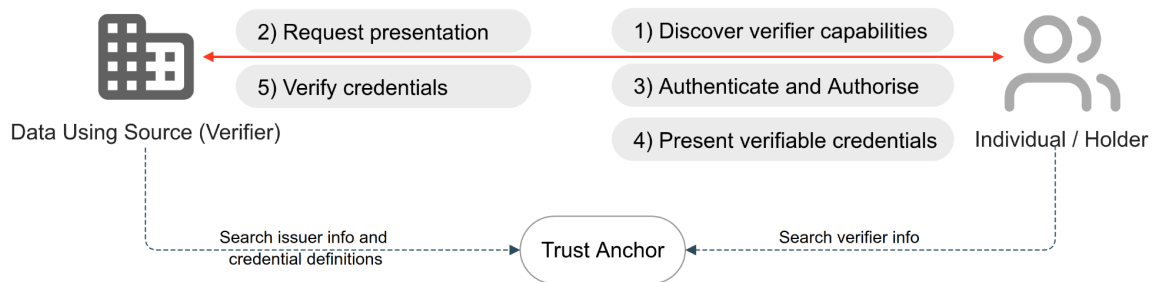 2) Request presentation
1) Discover verifier capabilities
5) Verify credentials
3) Authenticate and Authorise
4) Present verifiable credentials
Data Using Source (Verifier)
Individual / Holder
Search issuer info and
credential definitions
Trust Anchor
Search verifier info